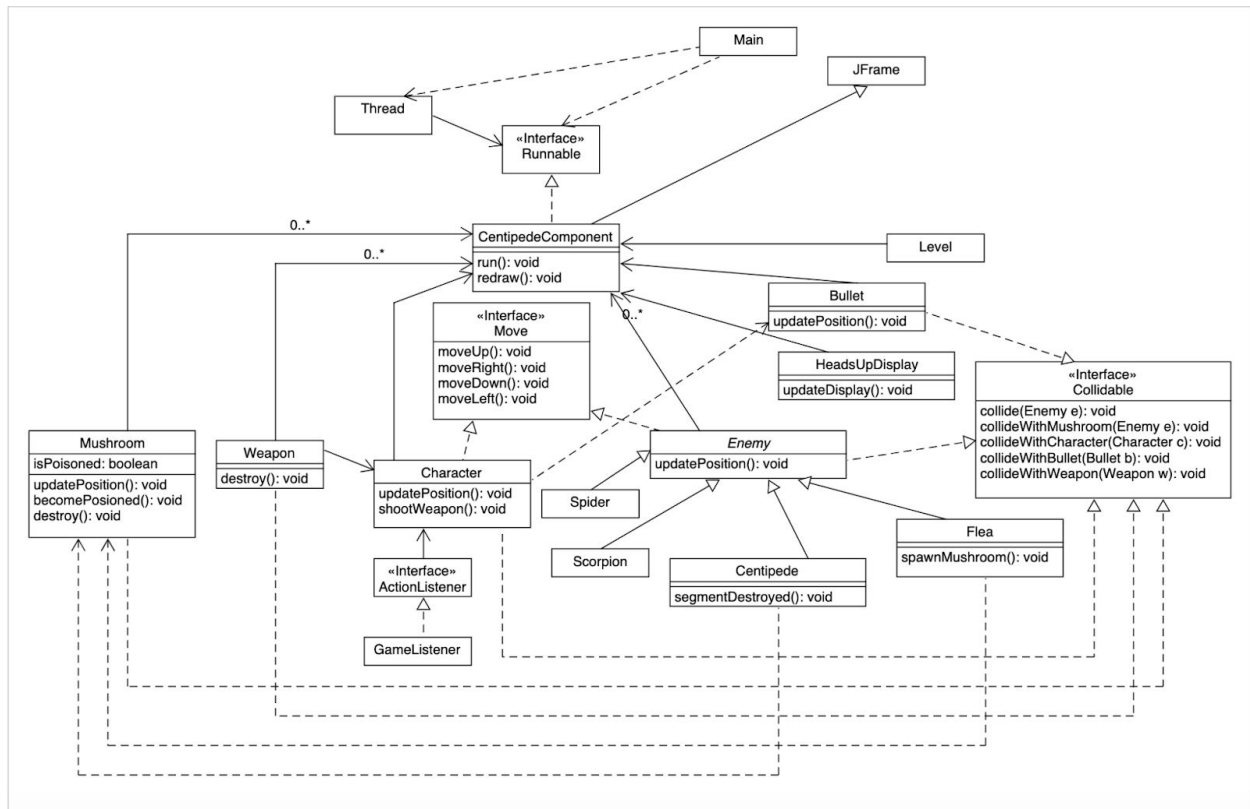 Main
JFrame
Thread
«Interface»
Runnable
0..*
CentipedeComponent
run(): void
redraw(): void
0..*
Level
Bullet
updatePosition(): void
«Interface»
Move
moveUp(): void
moveRight(): void
moveDown(): void
moveLeft(): void
0..*
HeadsUpDisplay
updateDisplay(): void
«Interface»
Collidable
collide(Enemy e): void
collideWithMushroom(Enemy e): void
collideWithCharacter(Character c): void
collideWithBullet(Bullet b): void
collideWithWeapon(Weapon w): void
Mushroom
isPoisoned: boolean
updatePosition(): void
becomePosioned(): void
destroy(): void
Weapon
destroy(): void
Character
updatePosition(): void
shootWeapon(): void
Enemy
updatePosition(): void
Spider
Scorpion
Centipede
segmentDestroyed(): void
Flea
spawnMushroom(): void
«Interface»
ActionListener
GameListener